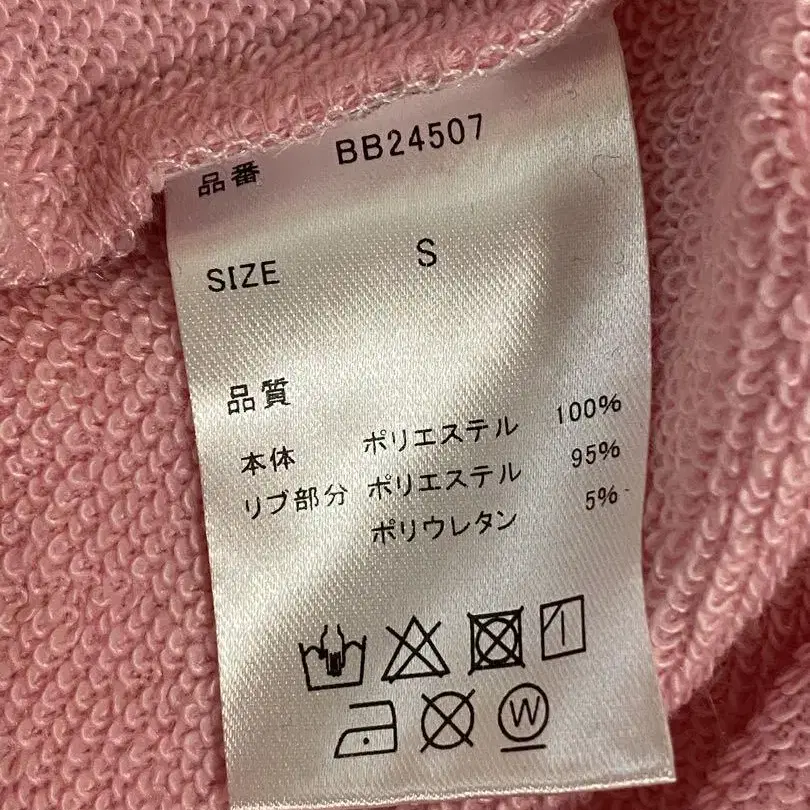 品番 BB24507
SIZE S
品質
本体 ポリエステル 100%
リブ部分 ポリエステル 95%
ポリウレタン 5%
W